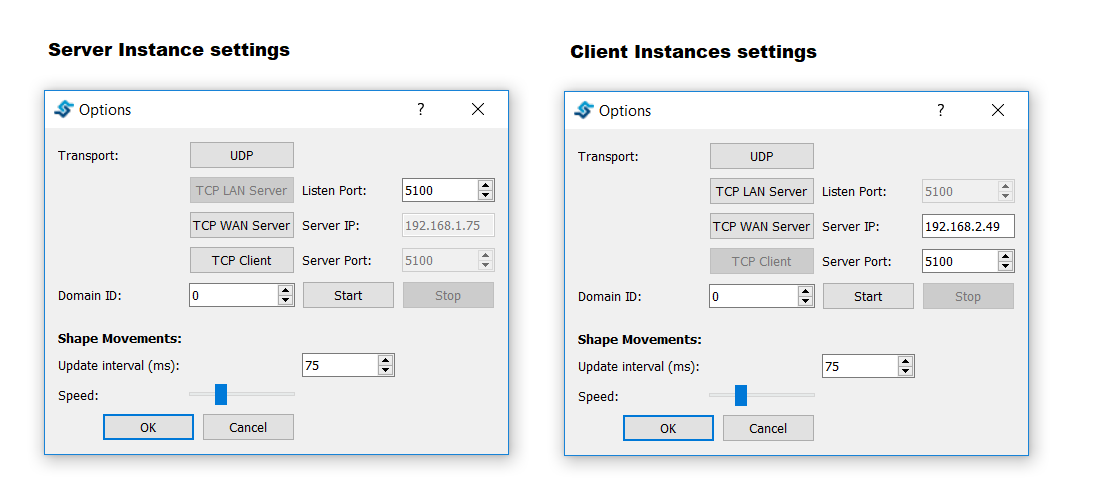 Server Instance settings
Options ?
Transport: UDP
TCP LAN Server Listen Port: 5100
TCP WAN Server Server IP: 192.168.1.75
TCP Client Server Port: 5100
Domain ID: 0 Start Stop
Shape Movements:
Update interval (ms): 75
Speed:
OK Cancel
Client Instances settings
Options ?
Transport: UDP
TCP LAN Server Listen Port: 5100
TCP WAN Server Server IP: 192.168.2.49
TCP Client Server Port: 5100
Domain ID: 0 Start Stop
Shape Movements:
Update interval (ms): 75
Speed:
OK Cancel